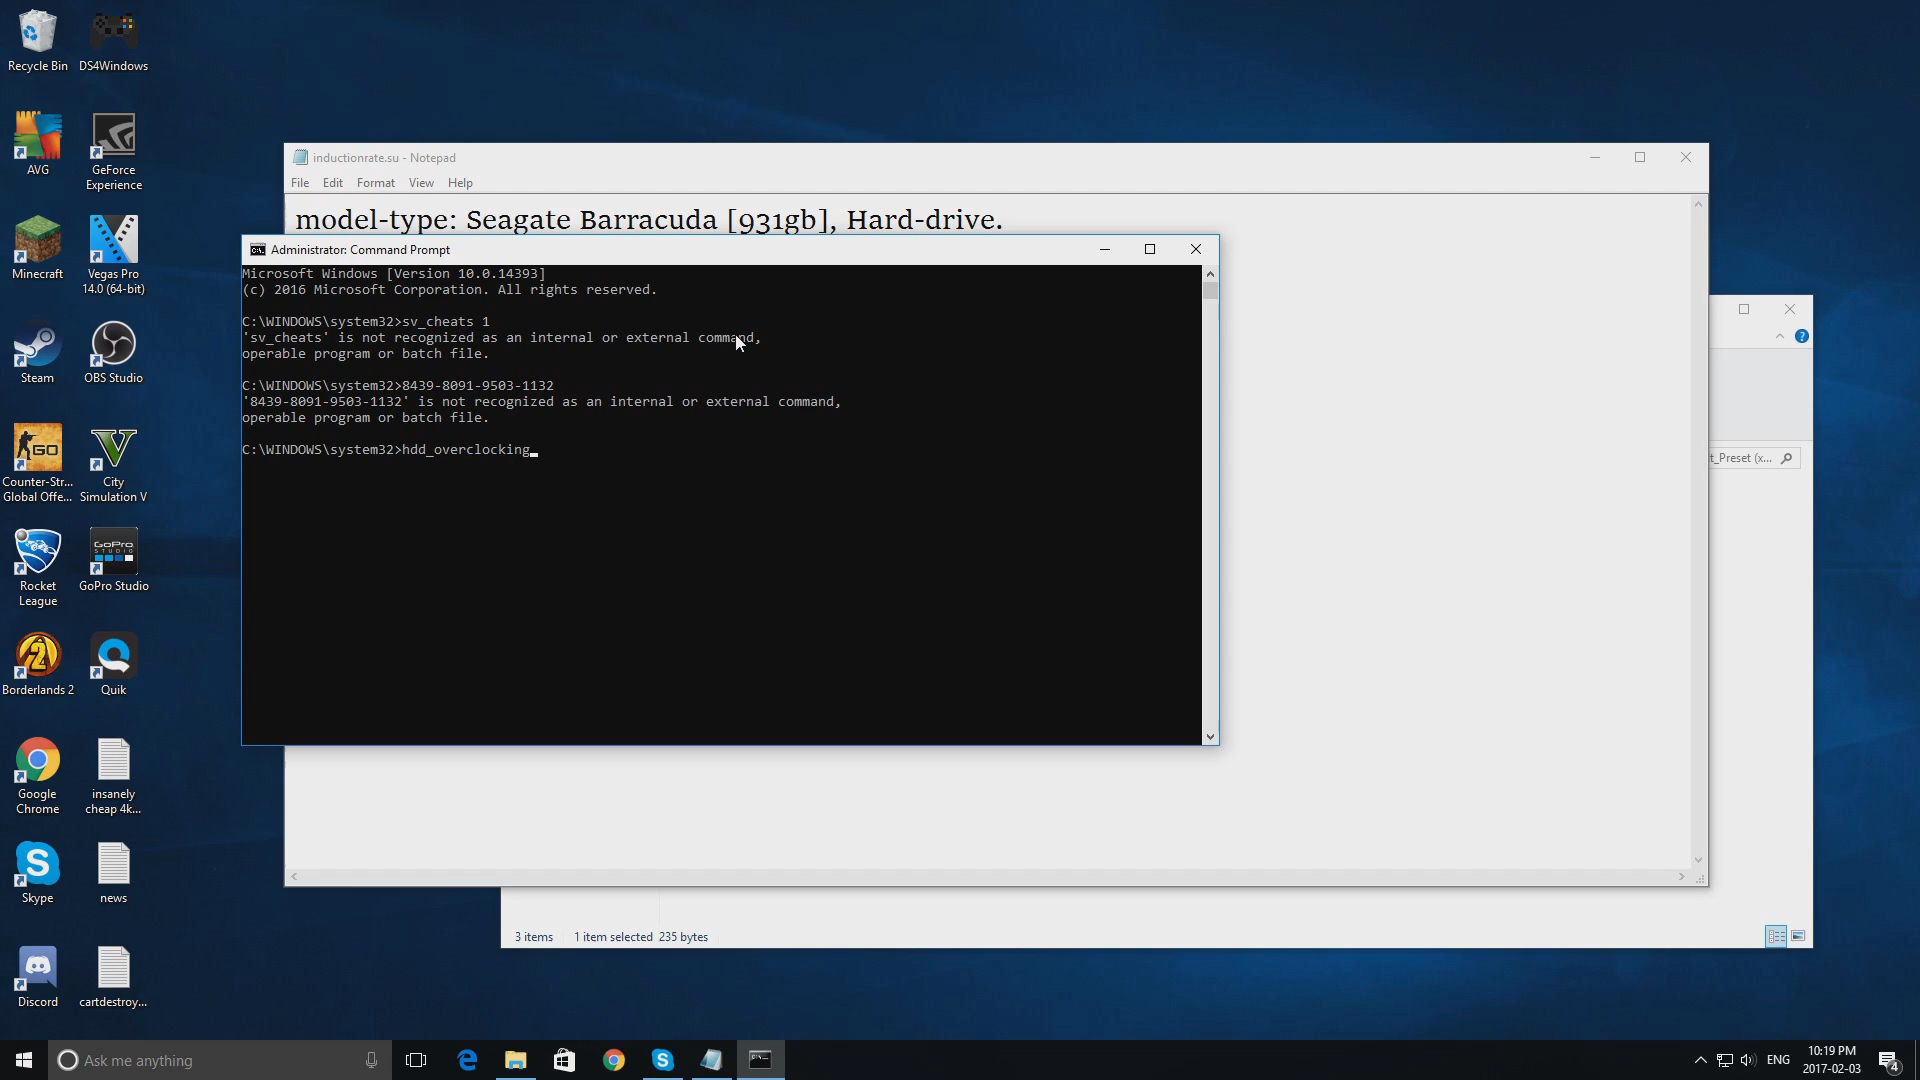 Recycle Bin
DS4Windows
AVG
GeForce
Experience
Minecraft
Vegas Pro
14.0 (64-bit)
Steam
OBS Studio
GO
Counter-Str...
Global Offe...
City
Simulation V
Rocket
League
GoPro
STUDIO
GoPro Studio
Borderlands 2
Quik
Google
Chrome
insanely
cheap 4k...
Skype
news
Discord
cartdestroy...
inductionrate.su - Notepad
File Edit Format View Help
model-type: Seagate Barracuda [931gb], Hard-drive.
Administrator: Command Prompt
Microsoft Windows [Version 10.0.14393]
(c) 2016 Microsoft Corporation. All rights reserved.
C:\WINDOWS\system32>sv_cheats 1
'sv_cheats' is not recognized as an internal or external command,
operable program or batch file.
C:\WINDOWS\system32>8439-8091-9503-1132
'8439-8091-9503-1132' is not recognized as an internal or external command,
operable program or batch file.
C:\WINDOWS\system32>hdd_overclocking_
t_Preset (x...
3 items 1 item selected 235 bytes
Ask me anything
ENG
10:19 PM
2017-02-03
4